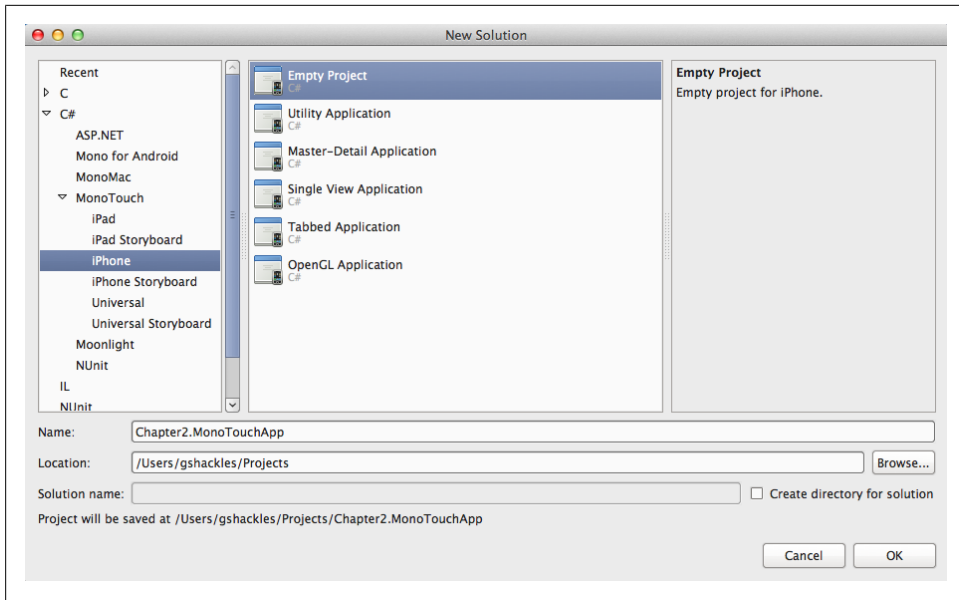 New Solution
Recent
C
C#
ASP.NET
Mono for Android
MonoMac
MonoTouch
iPad
iPad Storyboard
iPhone
iPhone Storyboard
Universal
Universal Storyboard
Moonlight
NUnit
IL
NUnit
Empty Project
C#
Utility Application
C#
Master-Detail Application
C#
Single View Application
C#
Tabbed Application
C#
OpenGL Application
C#
Empty Project
Empty project for iPhone.
Name: Chapter2.MonoTouchApp
Location: /Users/gshackles/Projects Browse...
Solution name: Create directory for solution
Project will be saved at /Users/gshackles/Projects/Chapter2.MonoTouchApp
Cancel OK